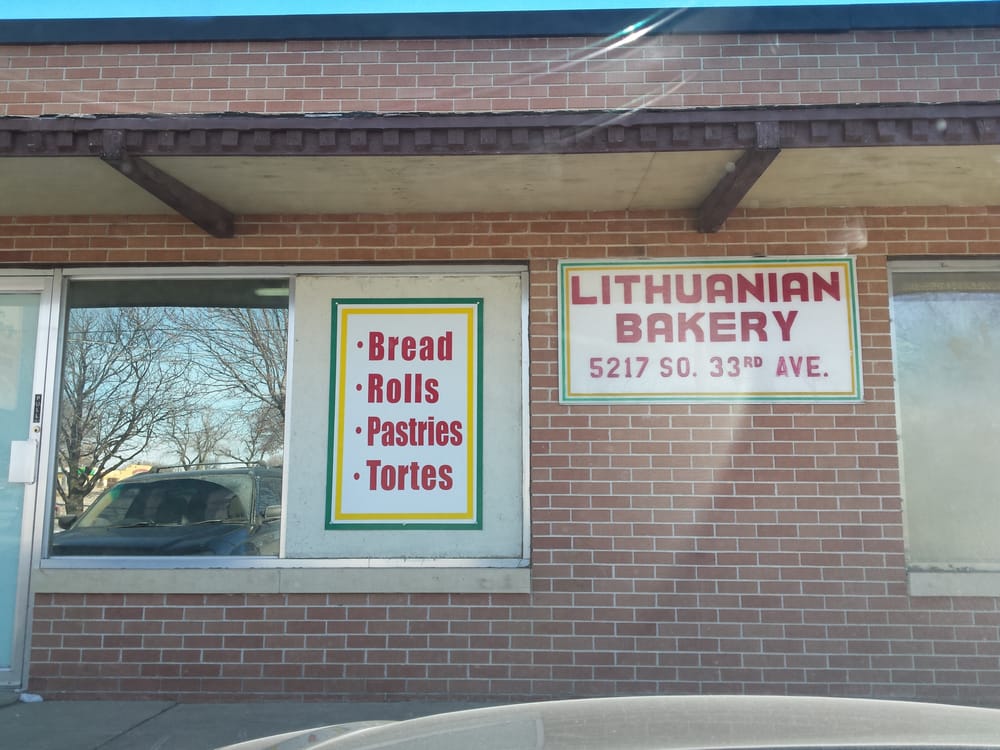 • Bread
• Rolls
• Pastries
• Tortes
LITHUANIAN
BAKERY
5217 SO. 33RD AVE.